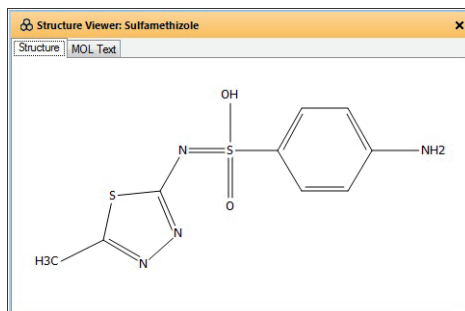 Structure Viewer: Sulfamethizole
Structure MOL Text
OH
N S NH2
S O
N
H3C N